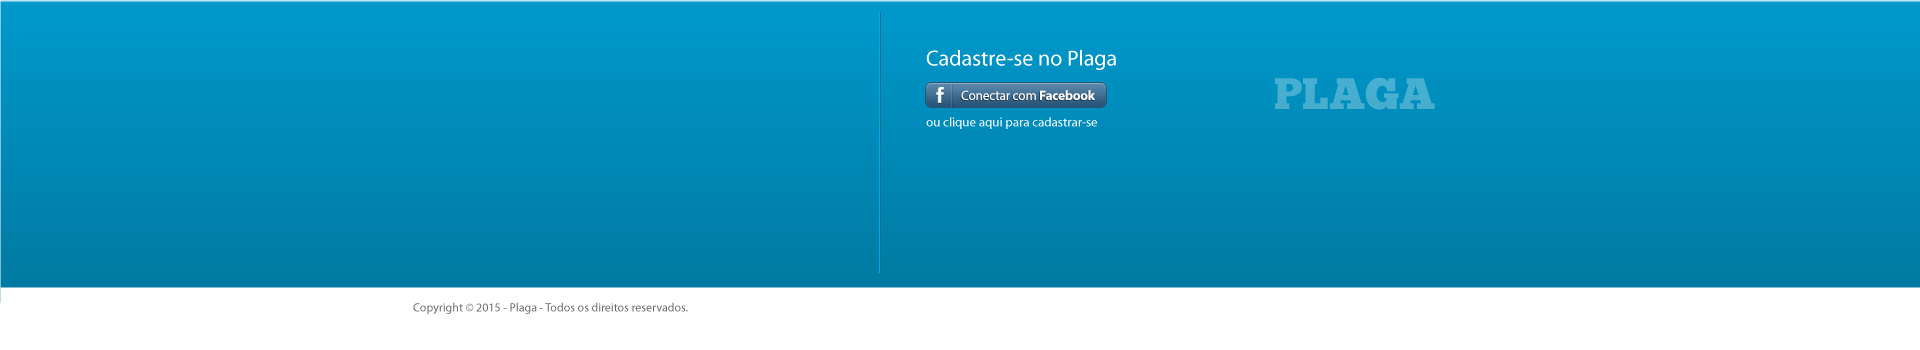 Cadastre-se no Plaga
f Conectar com Facebook
PLAGA
ou clique aqui para cadastrar-se
Copyright © 2015 - Plaga - Todos os direitos reservados.